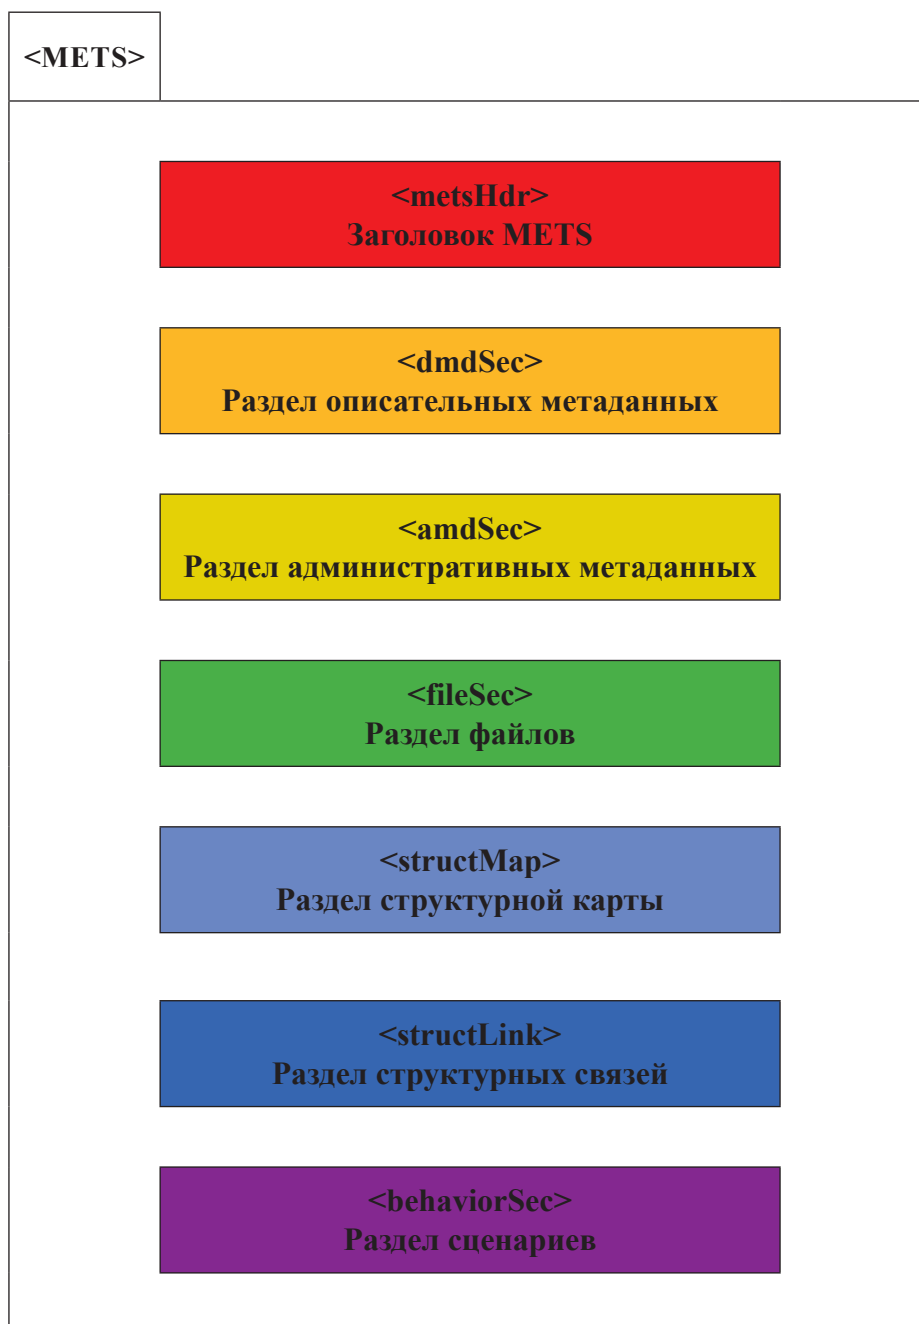 <METS>
<metsHdr>
Заголовок METS
<dmdSec>
Раздел описательных метаданных
<amdSec>
Раздел административных метаданных
<fileSec>
Раздел файлов
<structMap>
Раздел структурной карты
<structLink>
Раздел структурных связей
<behaviorSec>
Раздел сценариев